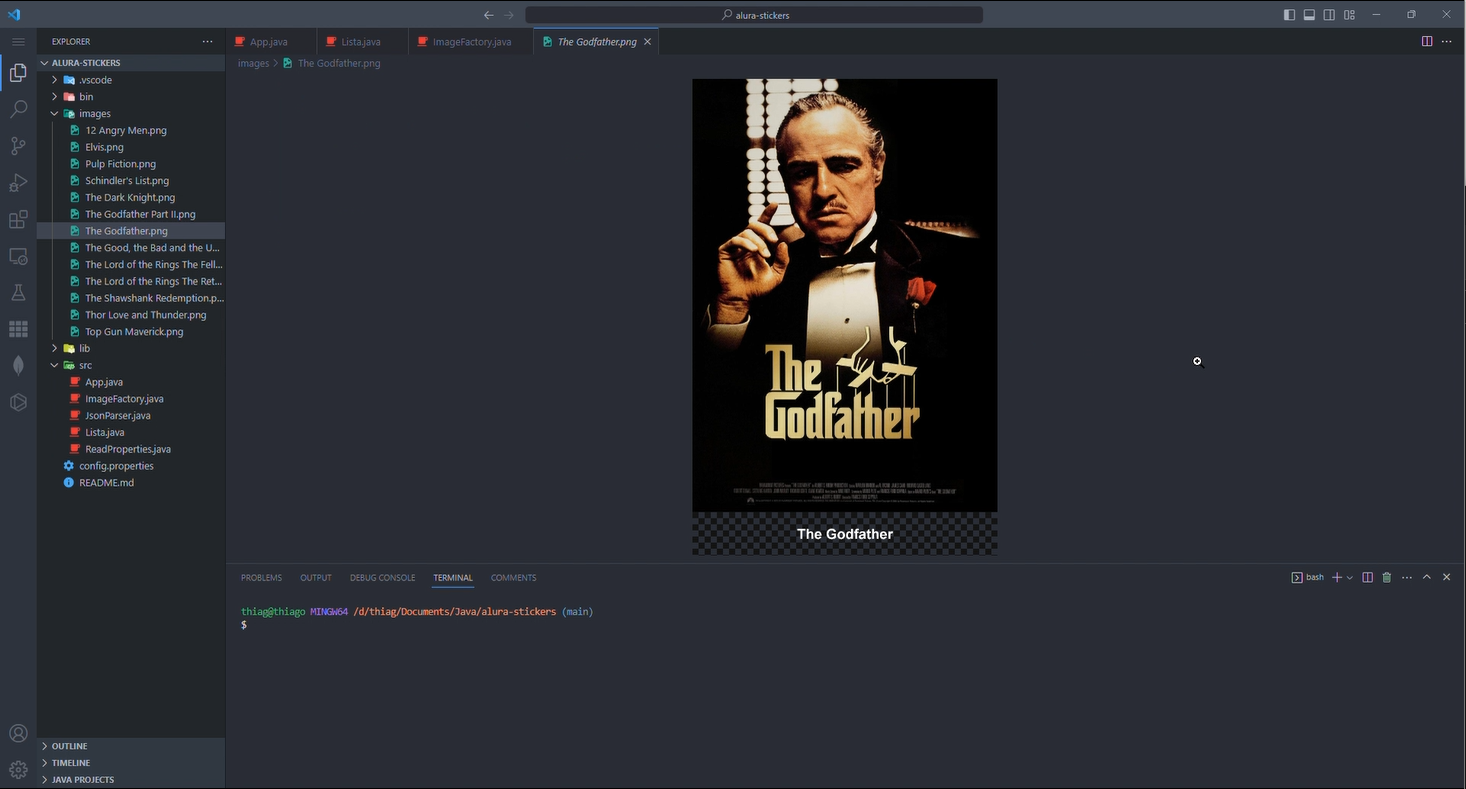 alura-stickers
EXPLORER
App.java
Lista.java
ImageFactory.java
The Godfather.png
ALURA-STICKERS
images > The Godfather.png
.vscode
bin
images
12 Angry Men.png
Elvis.png
Pulp Fiction.png
Schindler's List.png
The Dark Knight.png
The Godfather Part II.png
The Godfather.png
The Good, the Bad and the U...
The Lord of the Rings The Fell...
The Lord of the Rings The Ret...
The Shawshank Redemption.p...
Thor Love and Thunder.png
Top Gun Maverick.png
lib
src
App.java
ImageFactory.java
JsonParser.java
Lista.java
ReadProperties.java
config.properties
README.md
OUTLINE
TIMELINE
JAVA PROJECTS
The
Godfather
The Godfather
PROBLEMS OUTPUT DEBUG CONSOLE TERMINAL COMMENTS
bash
thiag@thiago MINGW64 /d/thiag/Documents/Java/alura-stickers (main)
$